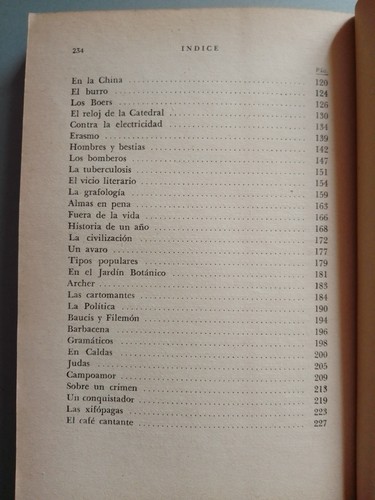 234 INDICE
Pág.
En la China 120
El burro 124
Los Boers 126
El reloj de la Catedral 130
Contra la electricidad 134
Erasmo 139
Hombres y bestias 142
Los bomberos 147
La tuberculosis 151
El vicio literario 154
La grafología 159
Almas en pena 163
Fuera de la vida 166
Historia de un año 168
La civilización 172
Un avaro 177
Tipos populares 179
En el Jardín Botánico 181
Archer 183
Las cartomantes 184
La Política 190
Baucis y Filemón 194
Barbacena 196
Gramáticos 198
En Caldas 200
Judas 205
Campoamor 209
Sobre un crimen 213
Un conquistador 219
Las xifópagas 223
El café cantante 227